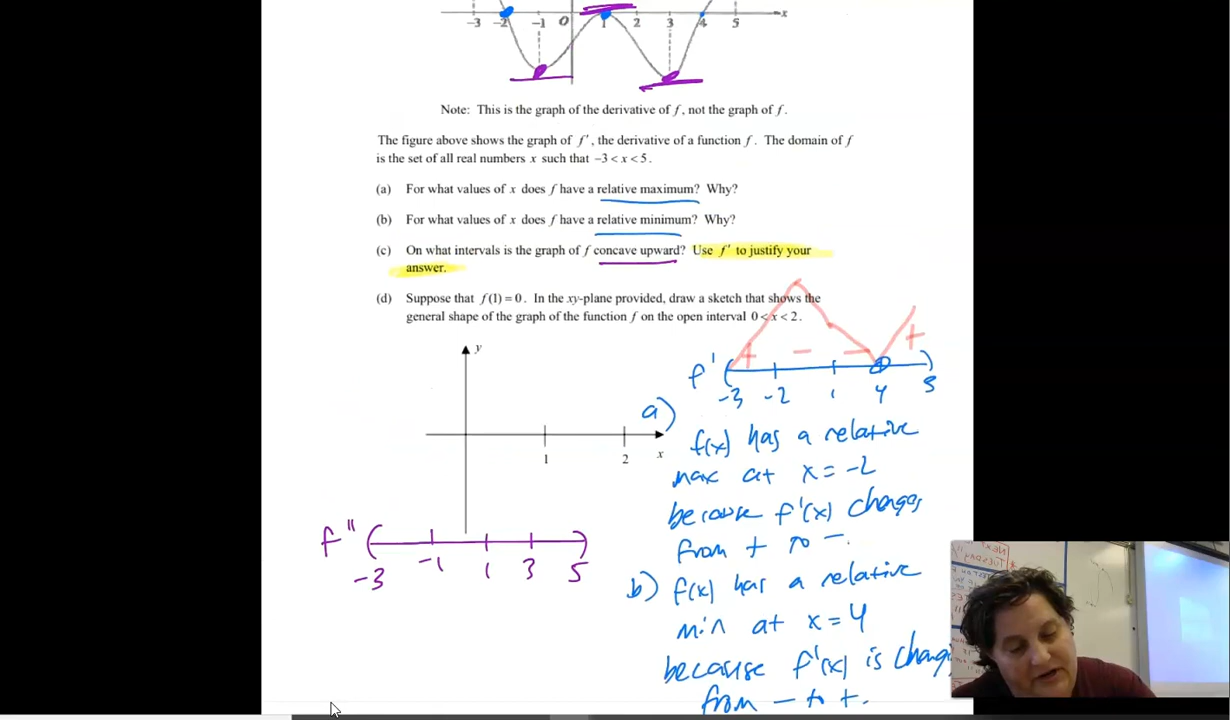 -3 -2 -1 0 1 2 3 4 5 x
Note: This is the graph of the derivative of f, not the graph of f.
The figure above shows the graph of f′, the derivative of a function f. The domain of f
is the set of all real numbers x such that −3 < x < 5.
(a) For what values of x does f have a relative maximum? Why?
(b) For what values of x does f have a relative minimum? Why?
(c) On what intervals is the graph of f concave upward? Use f′ to justify your
answer.
(d) Suppose that f(1) = 0. In the xy-plane provided, draw a sketch that shows the
general shape of the graph of the function f on the open interval 0 < x < 2.
y
1 2 x
f'' ( )
-3 -1 1 3 5
+ - - +
f' ( )
-3 -2 1 4 5
a)
f(x) has a relative
max at x = -2
because f'(x) changes
from + to -.
b) f(x) has a relative
min at x = 4
because f'(x) is changi
from - to +.